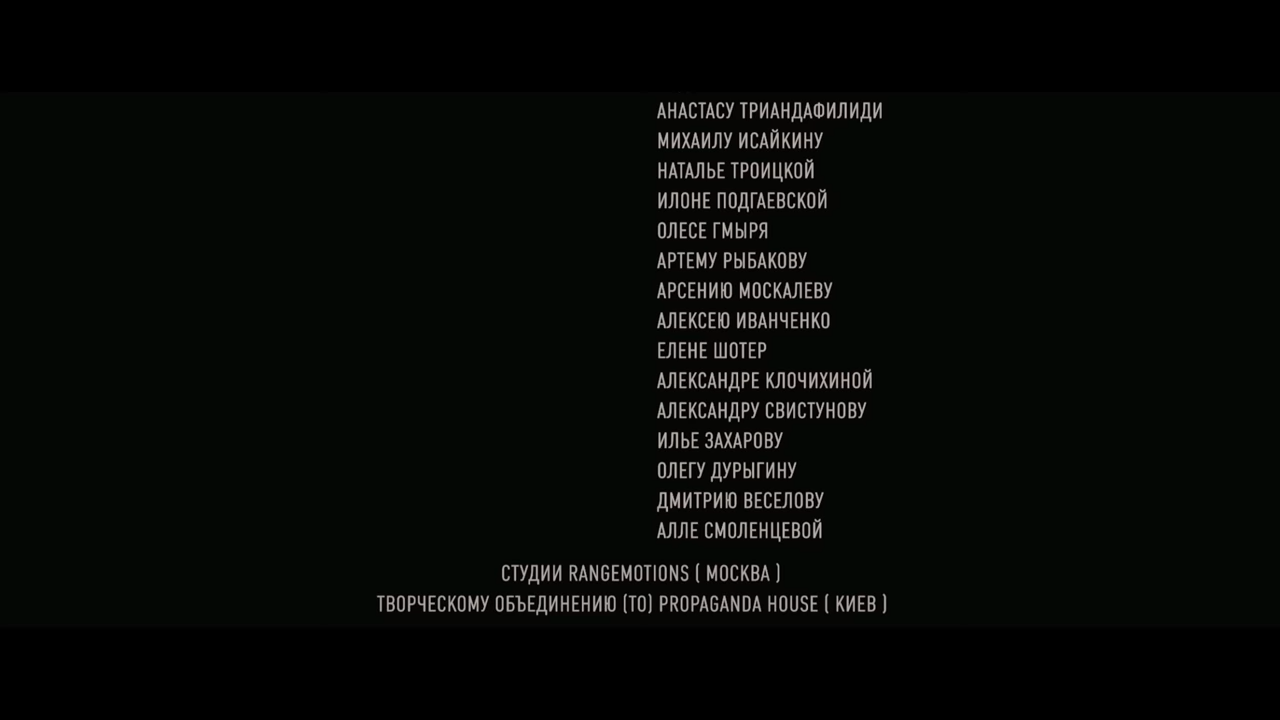 АНАСТАСУ ТРИАНДАФИЛИДИ
МИХАИЛУ ИСАЙКИНУ
НАТАЛЬЕ ТРОИЦКОЙ
ИЛОНЕ ПОДГАЕВСКОЙ
ОЛЕСЕ ГМЫРЯ
АРТЕМУ РЫБАКОВУ
АРСЕНИЮ МОСКАЛЕВУ
АЛЕКСЕЮ ИВАНЧЕНКО
ЕЛЕНЕ ШОТЕР
АЛЕКСАНДРЕ КЛОЧИХИНОЙ
АЛЕКСАНДРУ СВИСТУНОВУ
ИЛЬЕ ЗАХАРОВУ
ОЛЕГУ ДУРЫГИНУ
ДМИТРИЮ ВЕСЕЛОВУ
АЛЛЕ СМОЛЕНЦЕВОЙ
СТУДИИ RANGEMOTIONS ( МОСКВА )
ТВОРЧЕСКОМУ ОБЪЕДИНЕНИЮ (ТО) PROPAGANDA HOUSE ( КИЕВ )